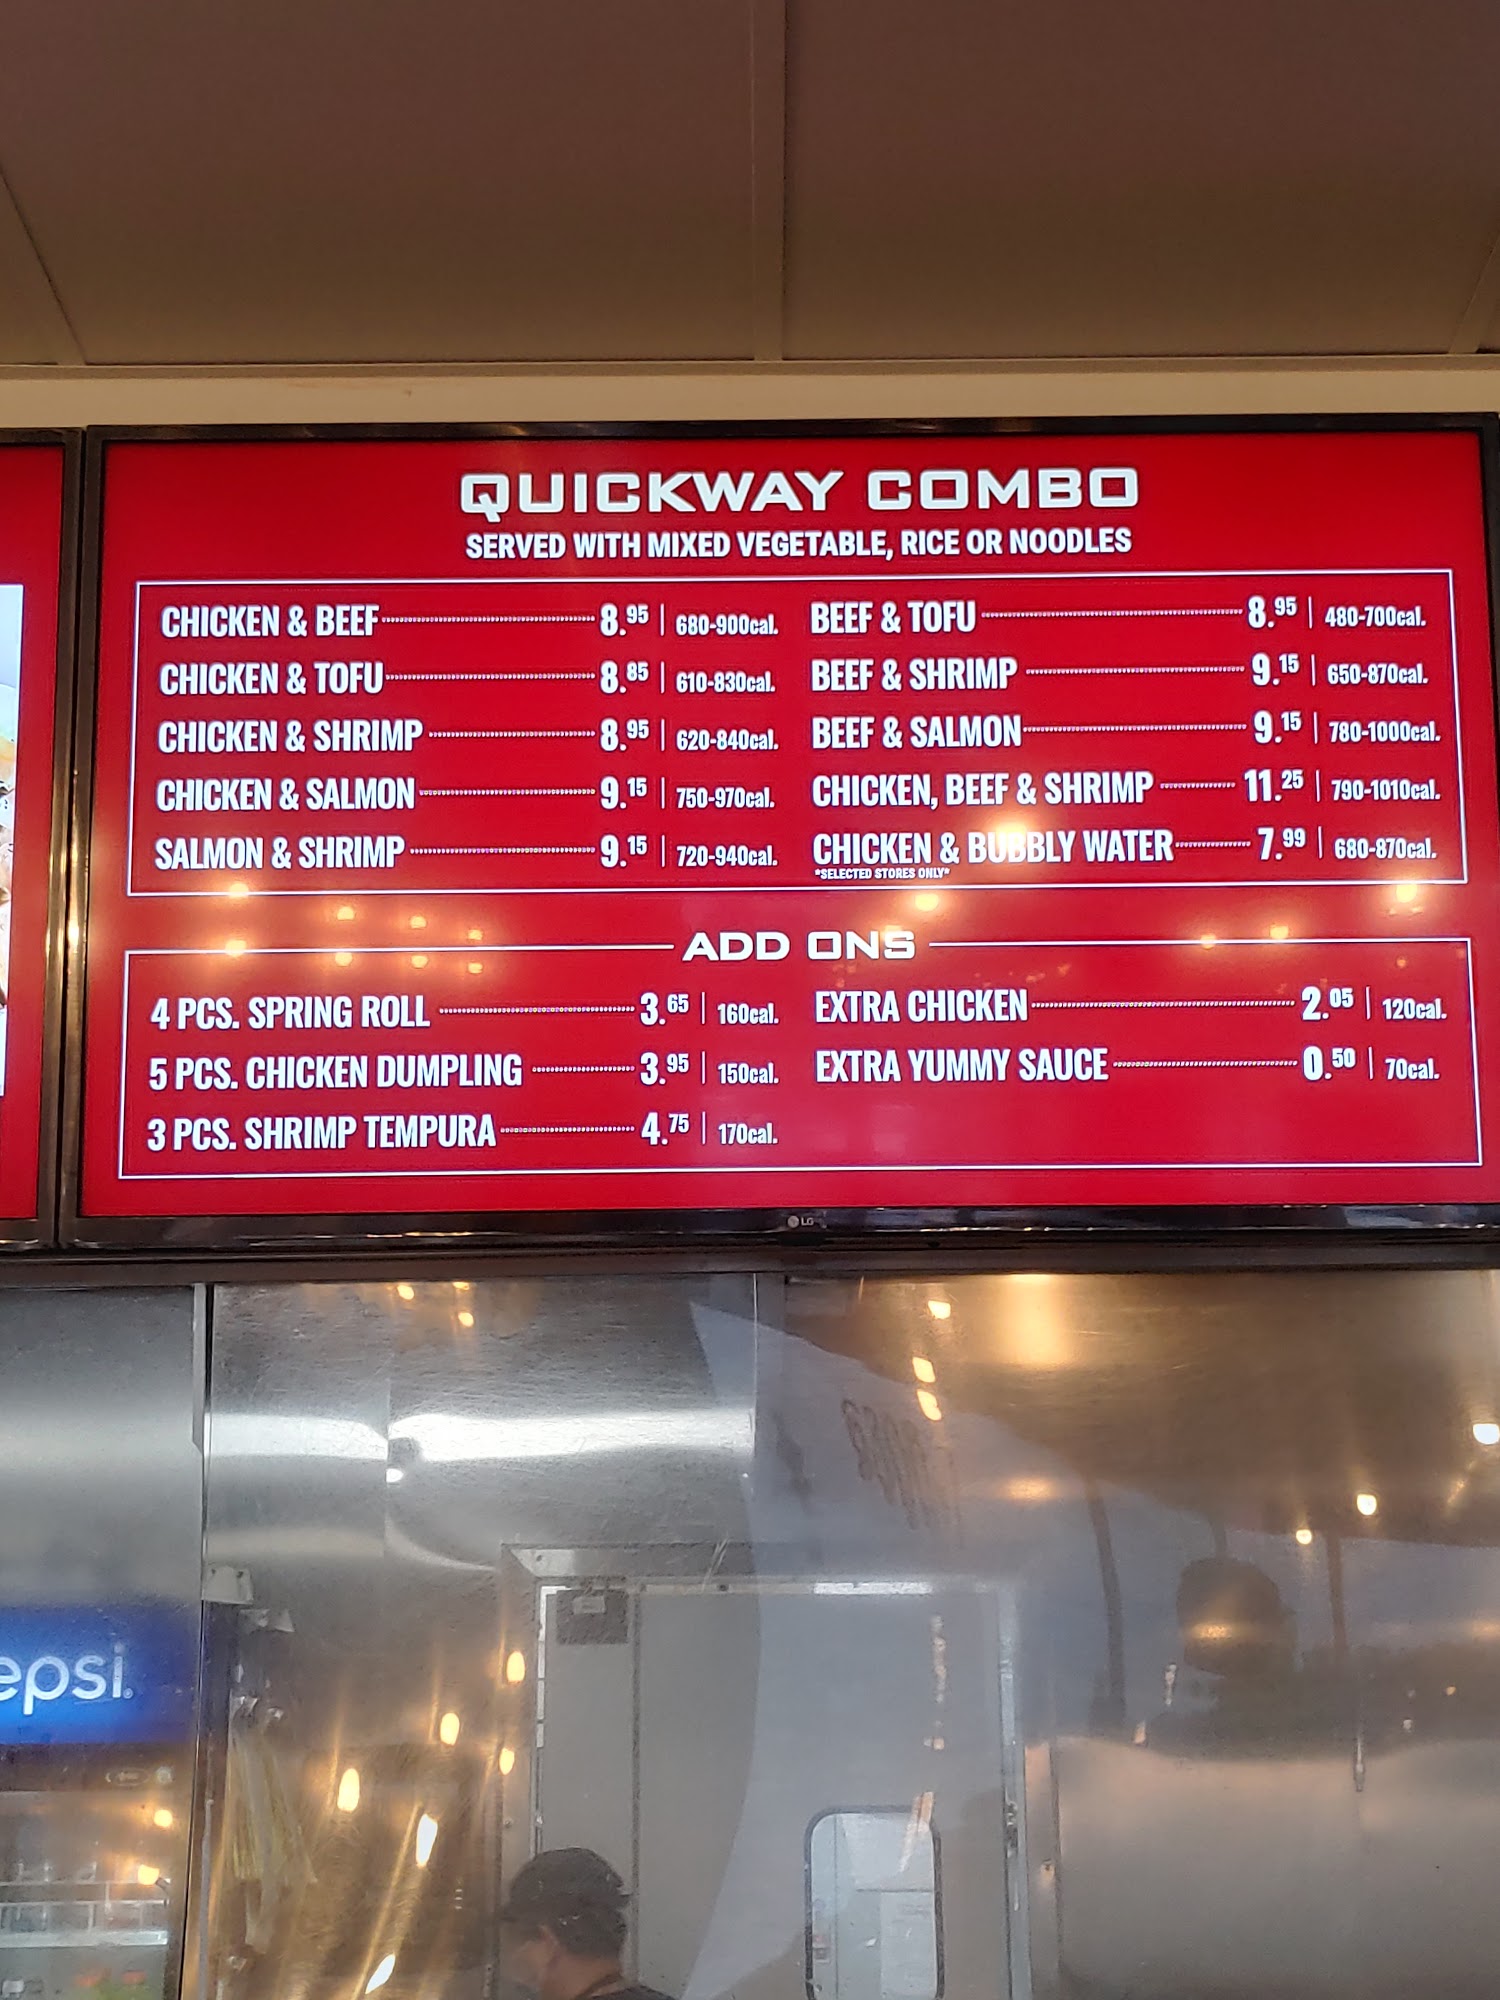 QUICKWAY COMBO
SERVED WITH MIXED VEGETABLE, RICE OR NOODLES
CHICKEN & BEEF 8.95 | 680-900cal.
CHICKEN & TOFU 8.85 | 610-830cal.
CHICKEN & SHRIMP 8.95 | 620-840cal.
CHICKEN & SALMON 9.15 | 750-970cal.
SALMON & SHRIMP 9.15 | 720-940cal.
BEEF & TOFU 8.95 | 480-700cal.
BEEF & SHRIMP 9.15 | 650-870cal.
BEEF & SALMON 9.15 | 780-1000cal.
CHICKEN, BEEF & SHRIMP 11.25 | 790-1010cal.
CHICKEN & BUBBLY WATER 7.99 | 680-870cal.
*SELECTED STORES ONLY*
ADD ONS
4 PCS. SPRING ROLL 3.65 | 160cal.
5 PCS. CHICKEN DUMPLING 3.95 | 150cal.
3 PCS. SHRIMP TEMPURA 4.75 | 170cal.
EXTRA CHICKEN 2.05 | 120cal.
EXTRA YUMMY SAUCE 0.50 | 70cal.
LG
epsi.